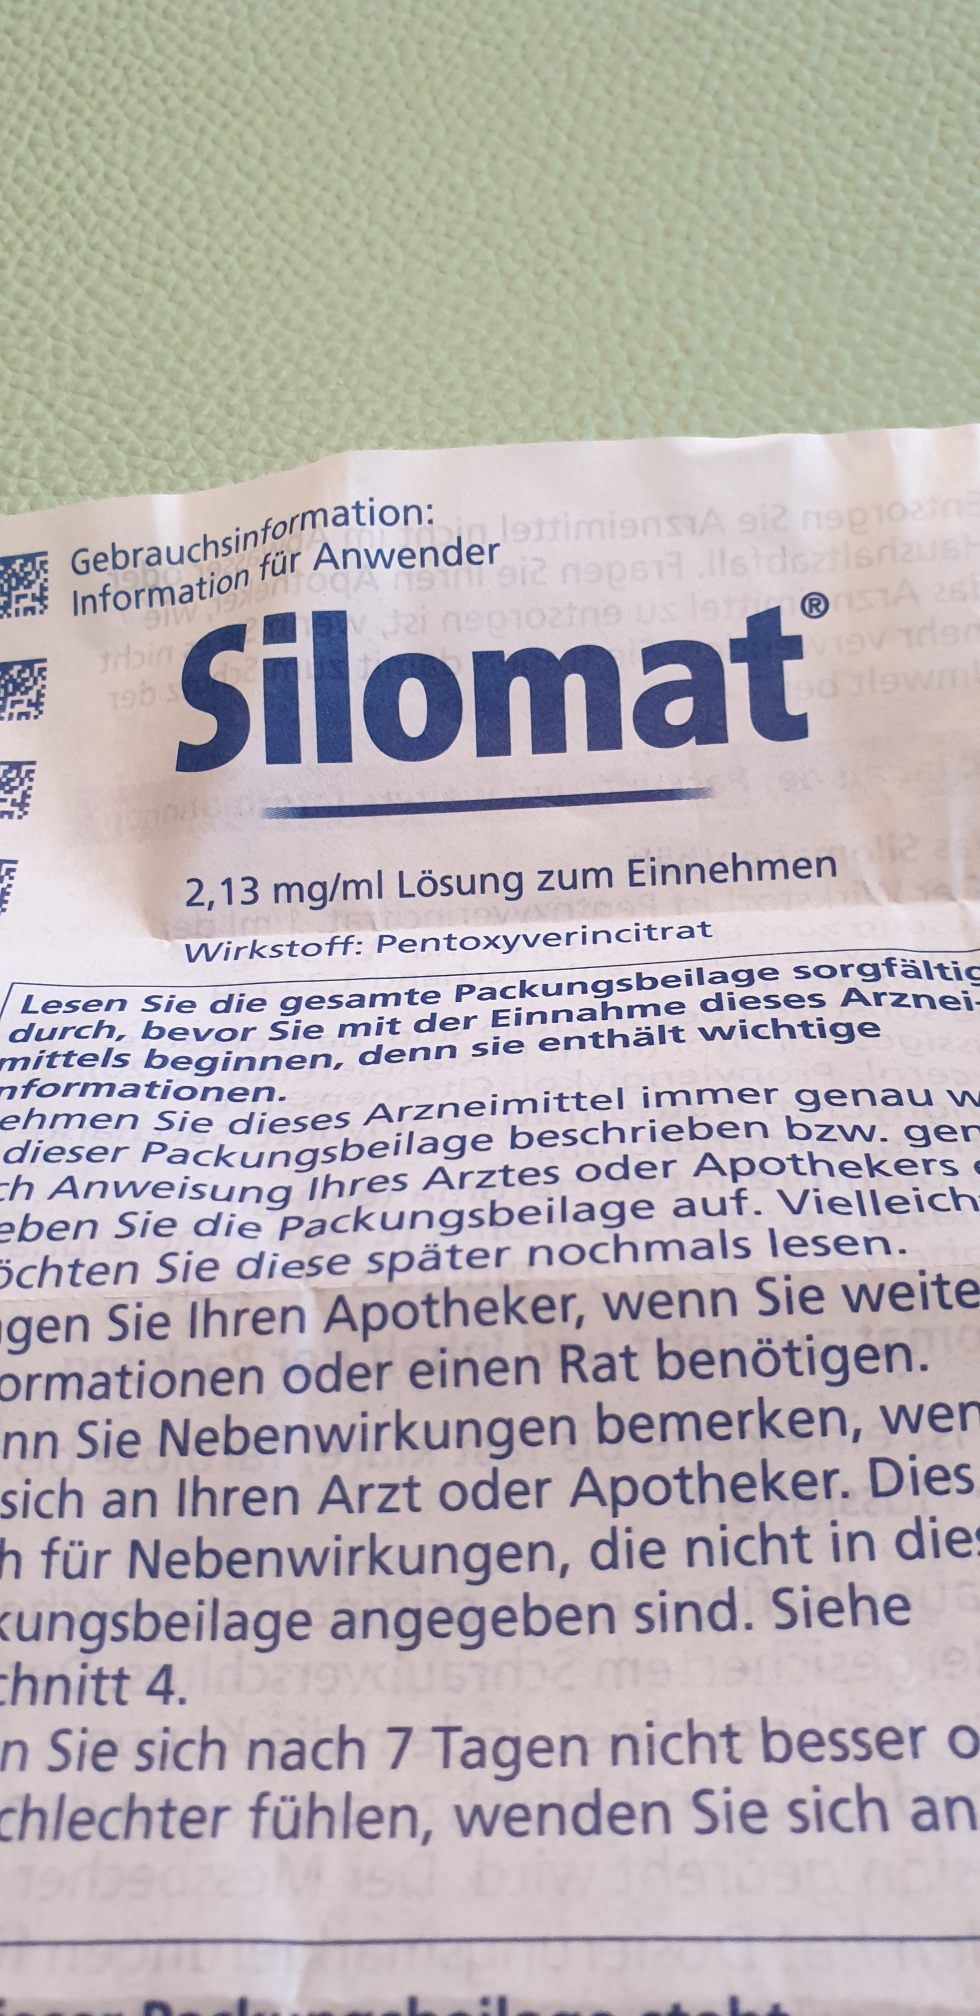 Gebrauchsinformation:
Information für Anwender
Silomat®
2,13 mg/ml Lösung zum Einnehmen
Wirkstoff: Pentoxyverincitrat
Lesen Sie die gesamte Packungsbeilage sorgfältig
durch, bevor Sie mit der Einnahme dieses Arznei-
mittels beginnen, denn sie enthält wichtige
nformationen.
ehmen Sie dieses Arzneimittel immer genau w
dieser Packungsbeilage beschrieben bzw. gen
ch Anweisung Ihres Arztes oder Apothekers
eben Sie die Packungsbeilage auf. Vielleich
öchten Sie diese später nochmals lesen.
gen Sie Ihren Apotheker, wenn Sie weite
ormationen oder einen Rat benötigen.
nn Sie Nebenwirkungen bemerken, wen
sich an Ihren Arzt oder Apotheker. Dies
h für Nebenwirkungen, die nicht in dies
kungsbeilage angegeben sind. Siehe
chnitt 4.
n Sie sich nach 7 Tagen nicht besser o
chlechter fühlen, wenden Sie sich an